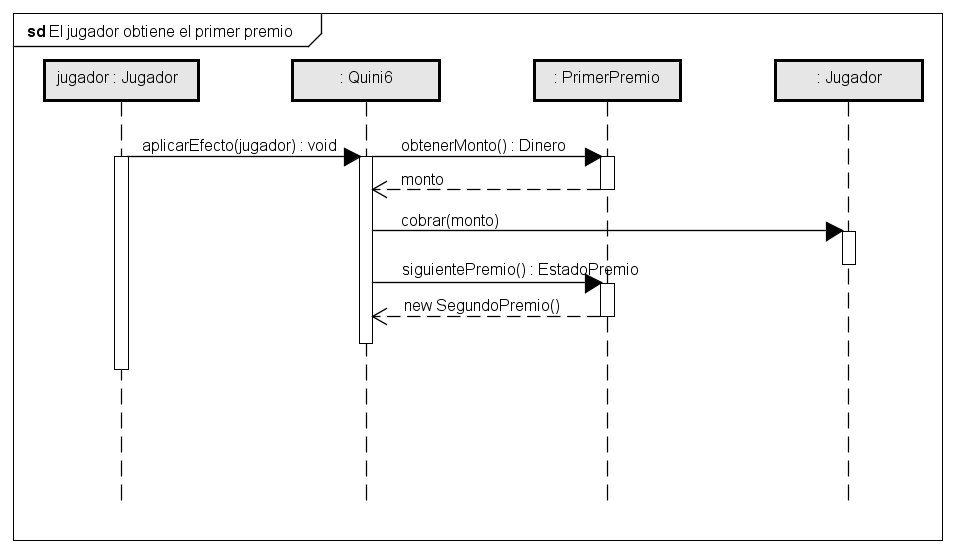 sd El jugador obtiene el primer premio
jugador : Jugador
: Quini6
: PrimerPremio
: Jugador
aplicarEfecto(jugador) : void
obtenerMonto() : Dinero
monto
cobrar(monto)
siguientePremio() : EstadoPremio
new SegundoPremio()